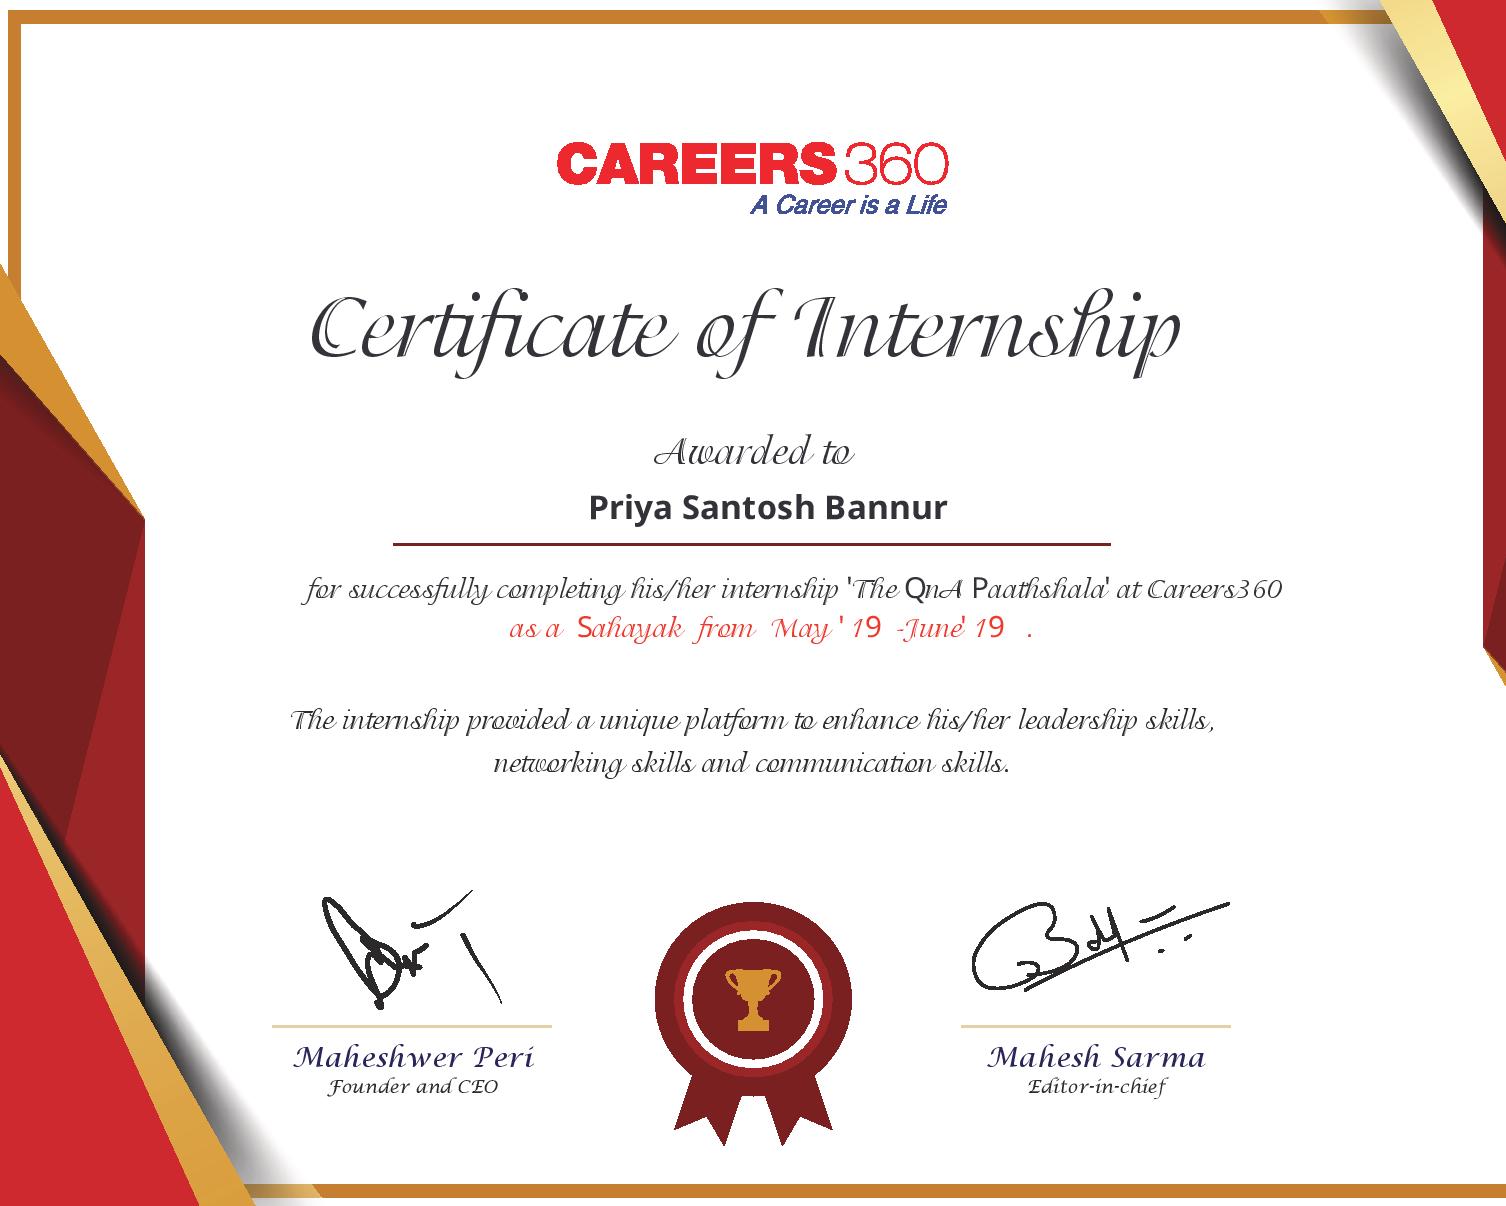 CAREERS360
A Career is a Life
Certificate of Internship
Awarded to
Priya Santosh Bannur
for successfully completing his/her internship 'The QnA Paathshala' at Careers360
as a Sahayak from May ' 19 -June' 19 .
The internship provided a unique platform to enhance his/her leadership skills,
networking skills and communication skills.
Maheshwer Peri
Founder and CEO
Mahesh Sarma
Editor-in-chief